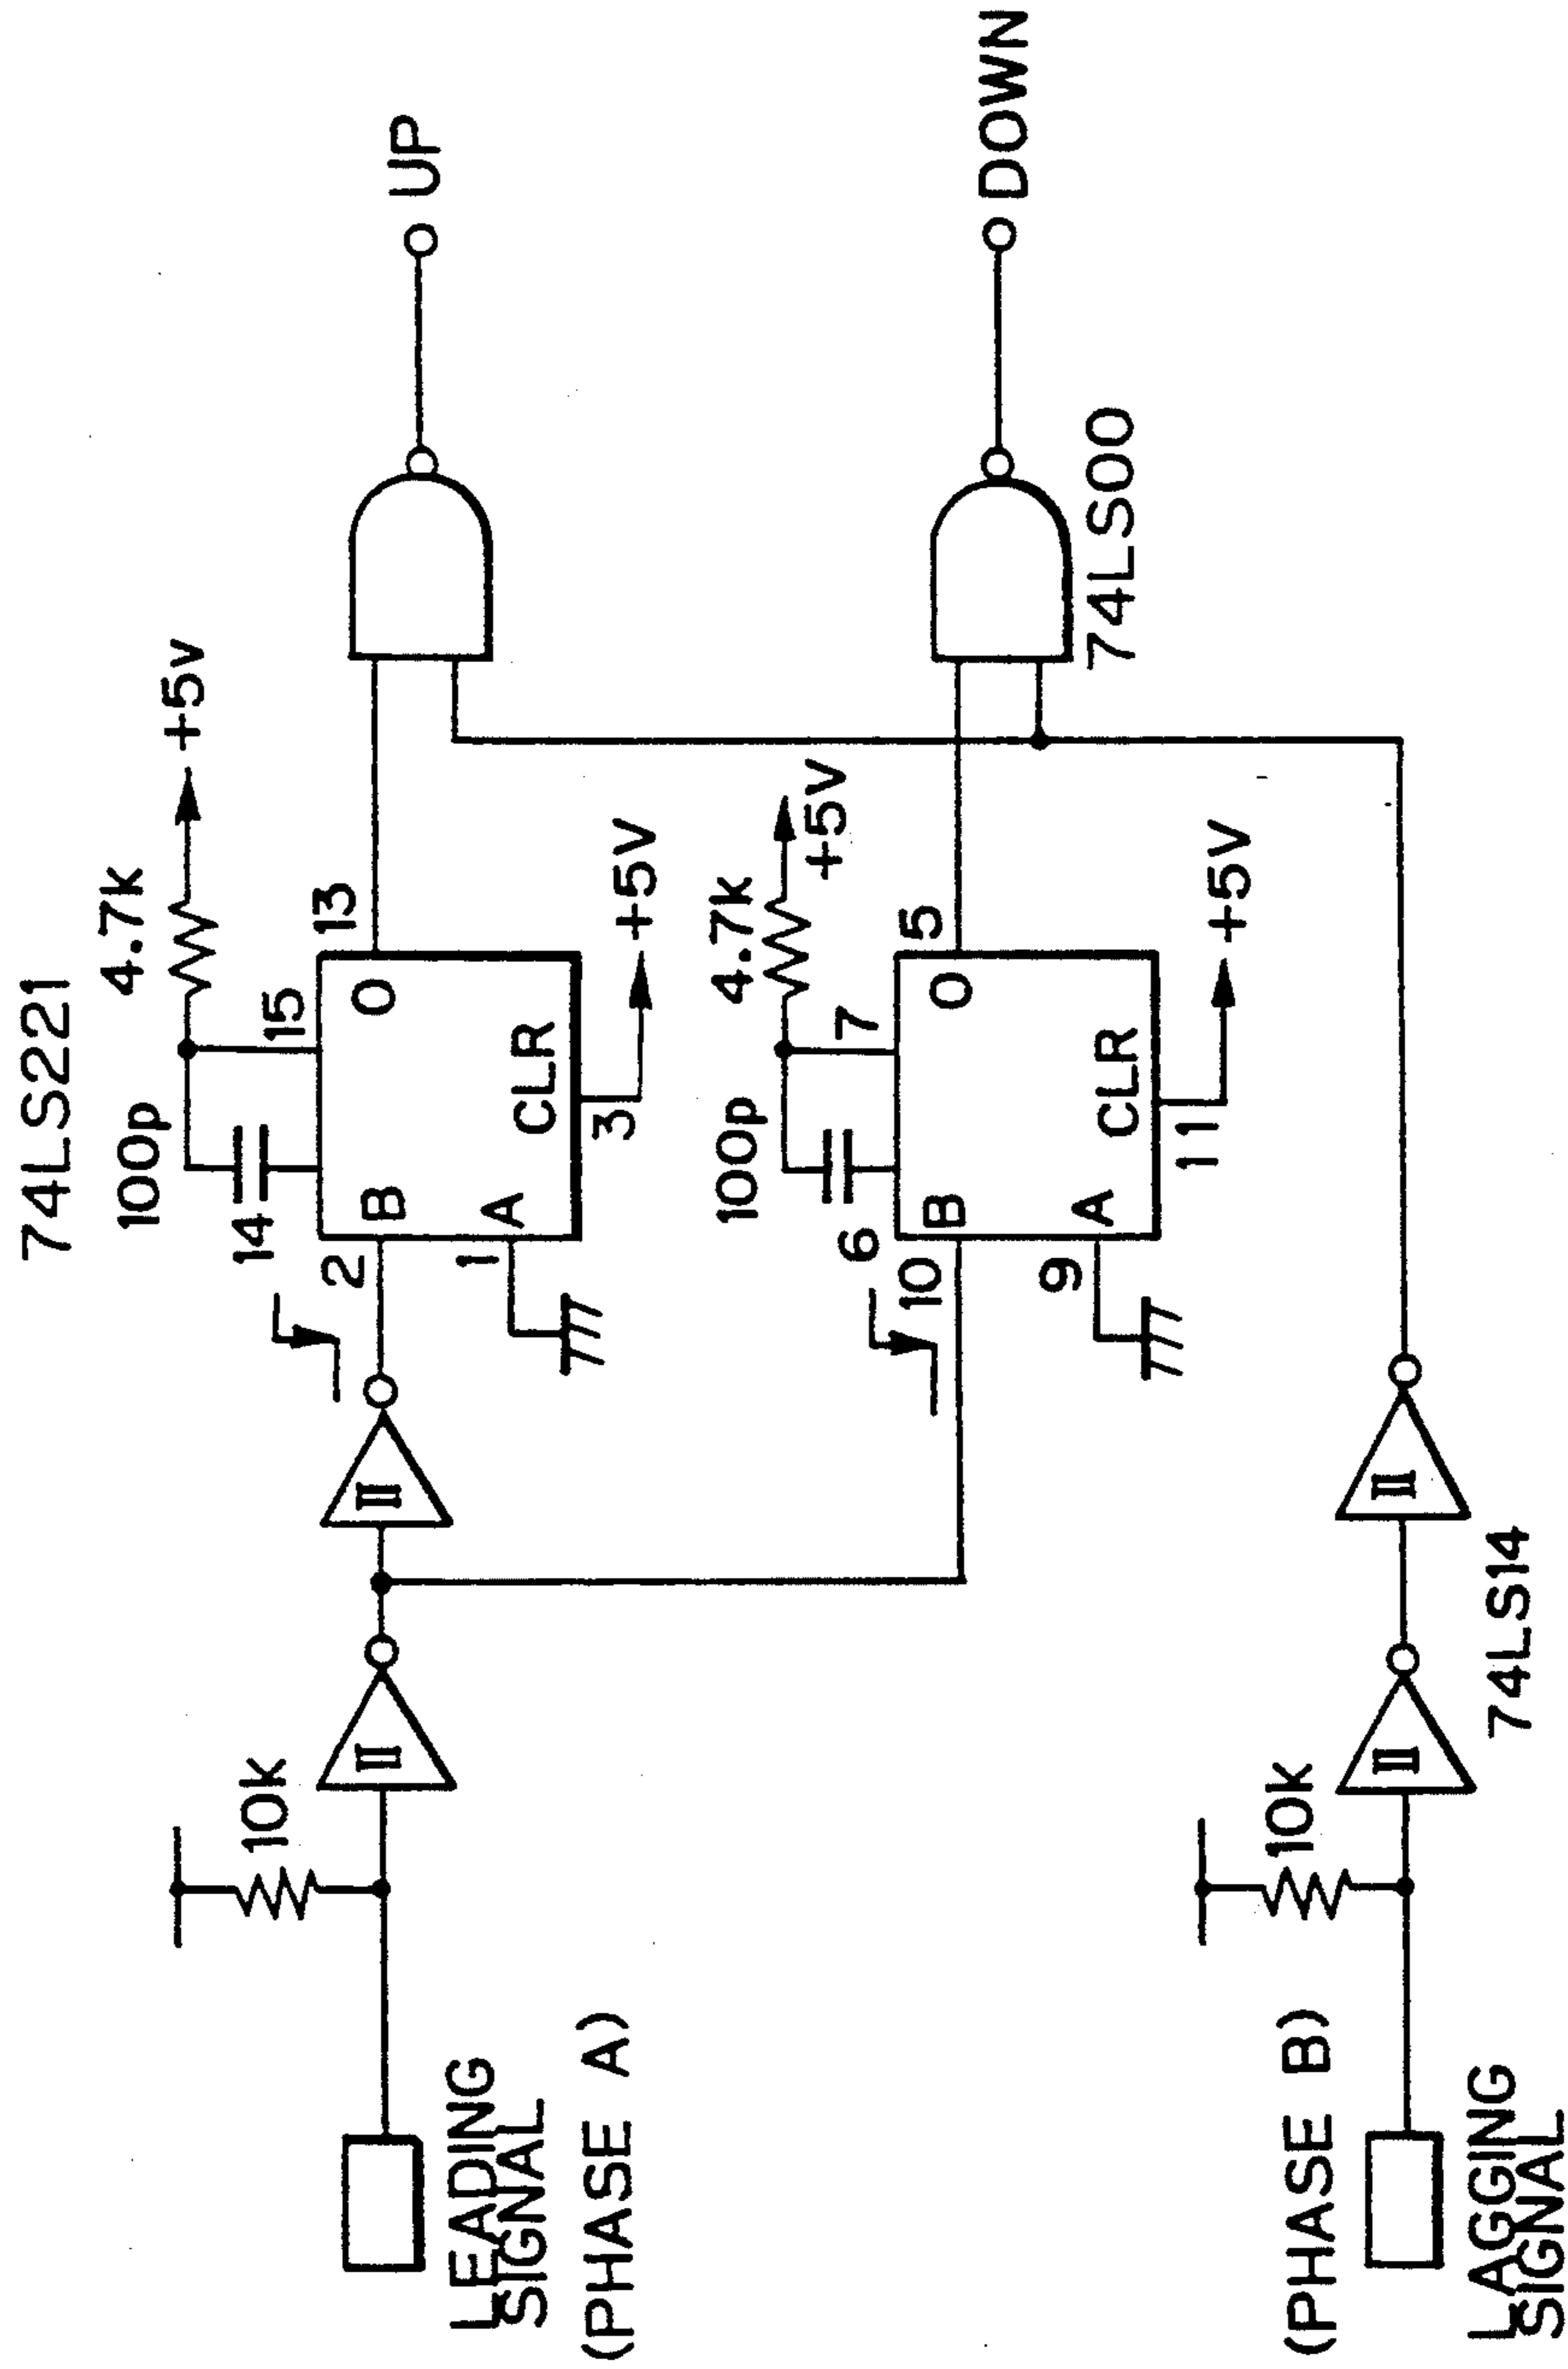 74LS221
100p
4.7K
+5v
14
15
2
B
O
13
UP
1
A
CLR
3
+5V
10K
LEADING
SIGNAL
(PHASE A)
100p
4.7K
+5V
6
7
10
B
O
5
DOWN
9
A
CLR
11
+5V
74LS00
10K
(PHASE B)
LAGGING
SIGNAL
74LS14